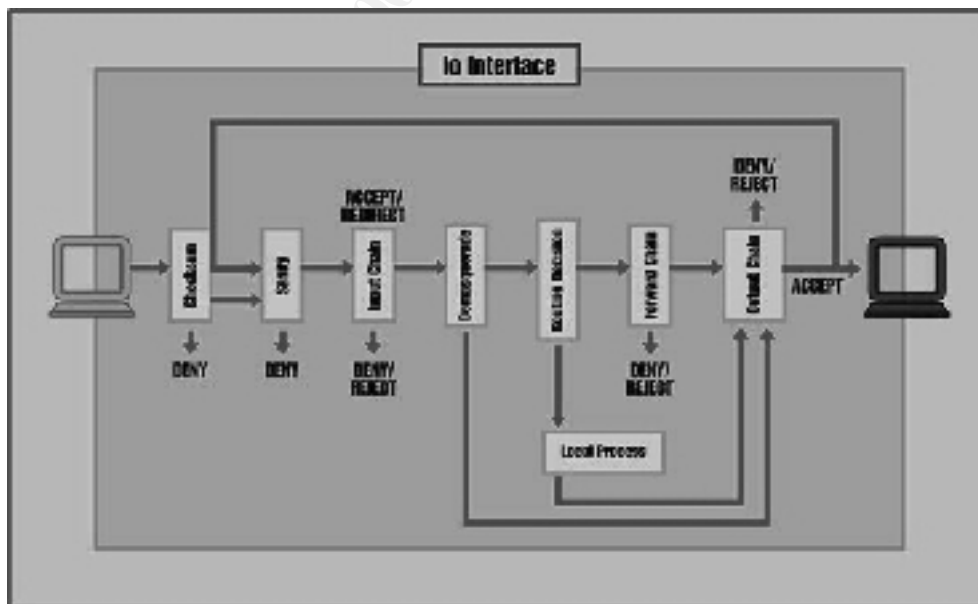 lo Interface
DENY/
REJECT
ACCEPT/
REDIRECT
Checksum
Sanity
Input Chain
Demasquerade
Routing Decision
Forward Chain
Output Chain
ACCEPT
DENY
DENY
DENY/
REJECT
DENY/
REJECT
Local Process